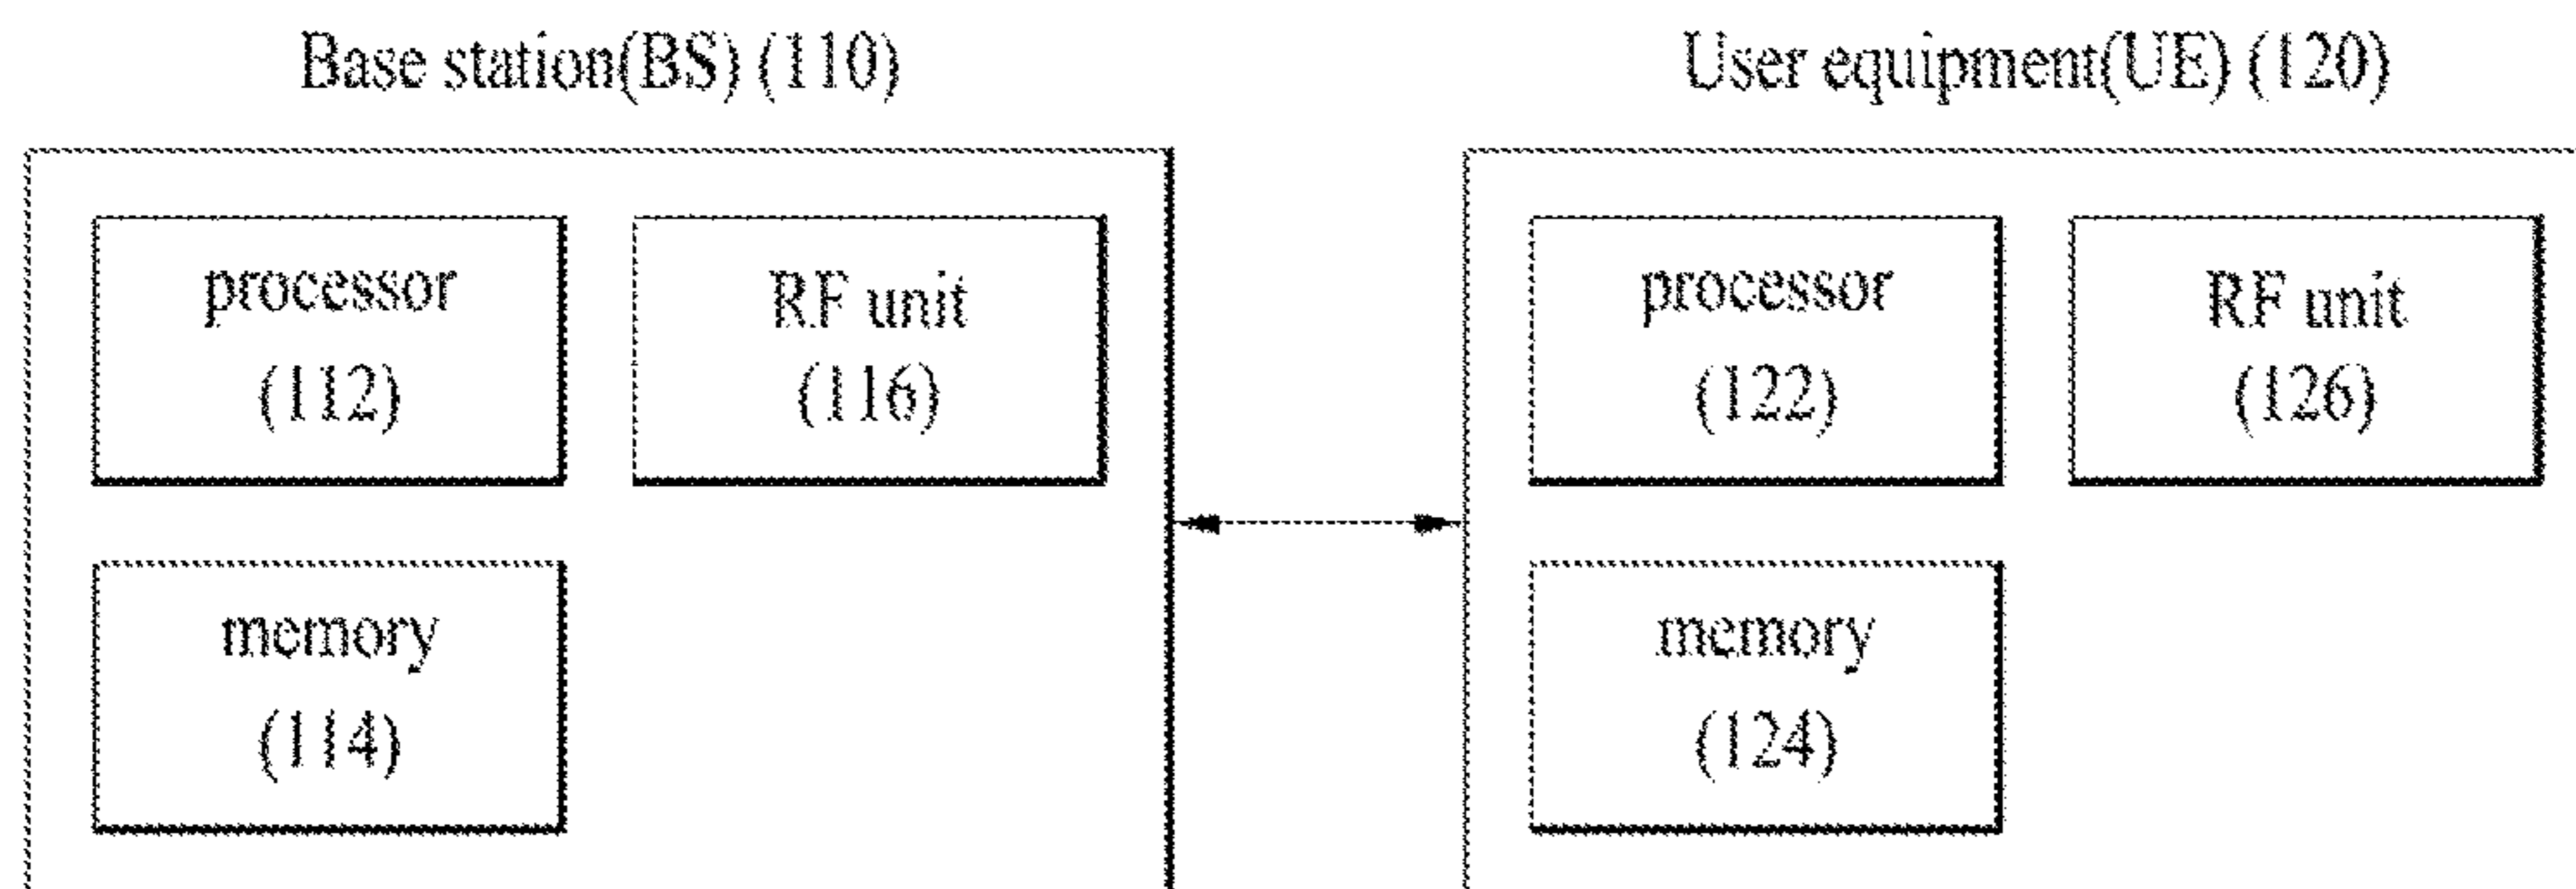 Base station(BS) (110)
processor
(112)
RF unit
(116)
memory
(114)
User equipment(UE) (120)
processor
(122)
RF unit
(126)
memory
(124)